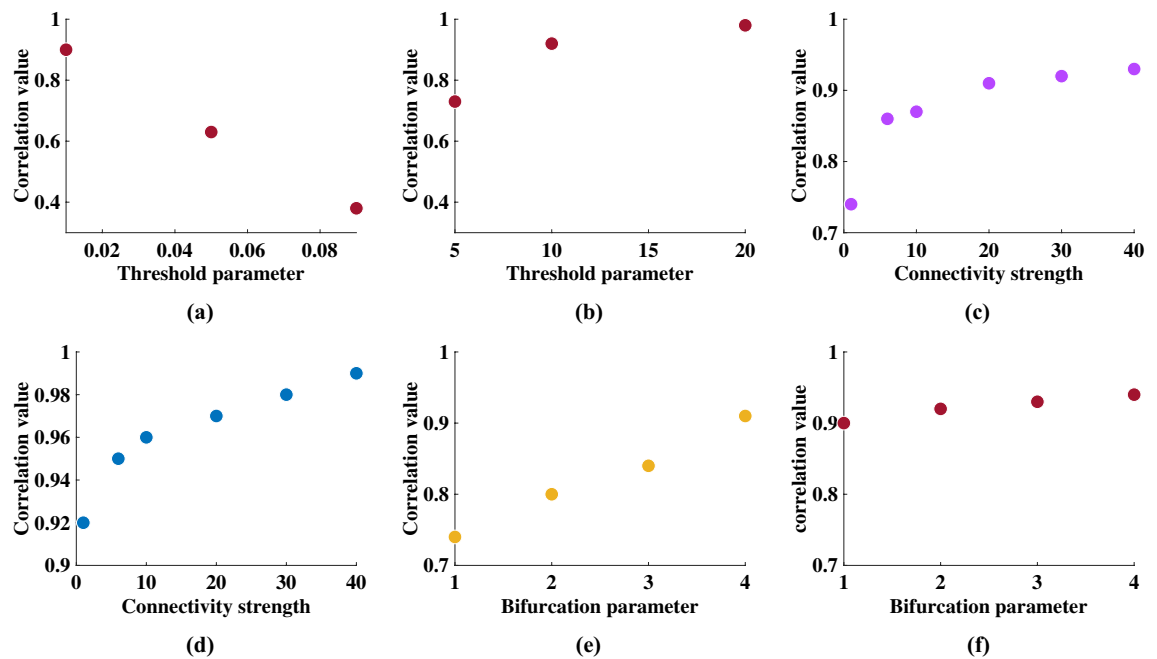 1
0.8
0.6
0.4
Correlation value
0.02 0.04 0.06 0.08
Threshold parameter
(a)
1
0.8
0.6
0.4
Correlation value
5 10 15 20
Threshold parameter
(b)
1
0.9
0.8
0.7
Correlation value
0 10 20 30 40
Connectivity strength
(c)
1
0.98
0.96
0.94
0.92
0.9
Correlation value
0 10 20 30 40
Connectivity strength
(d)
1
0.9
0.8
0.7
Correlation value
1 2 3 4
Bifurcation parameter
(e)
1
0.9
0.8
0.7
correlation value
1 2 3 4
Bifurcation parameter
(f)